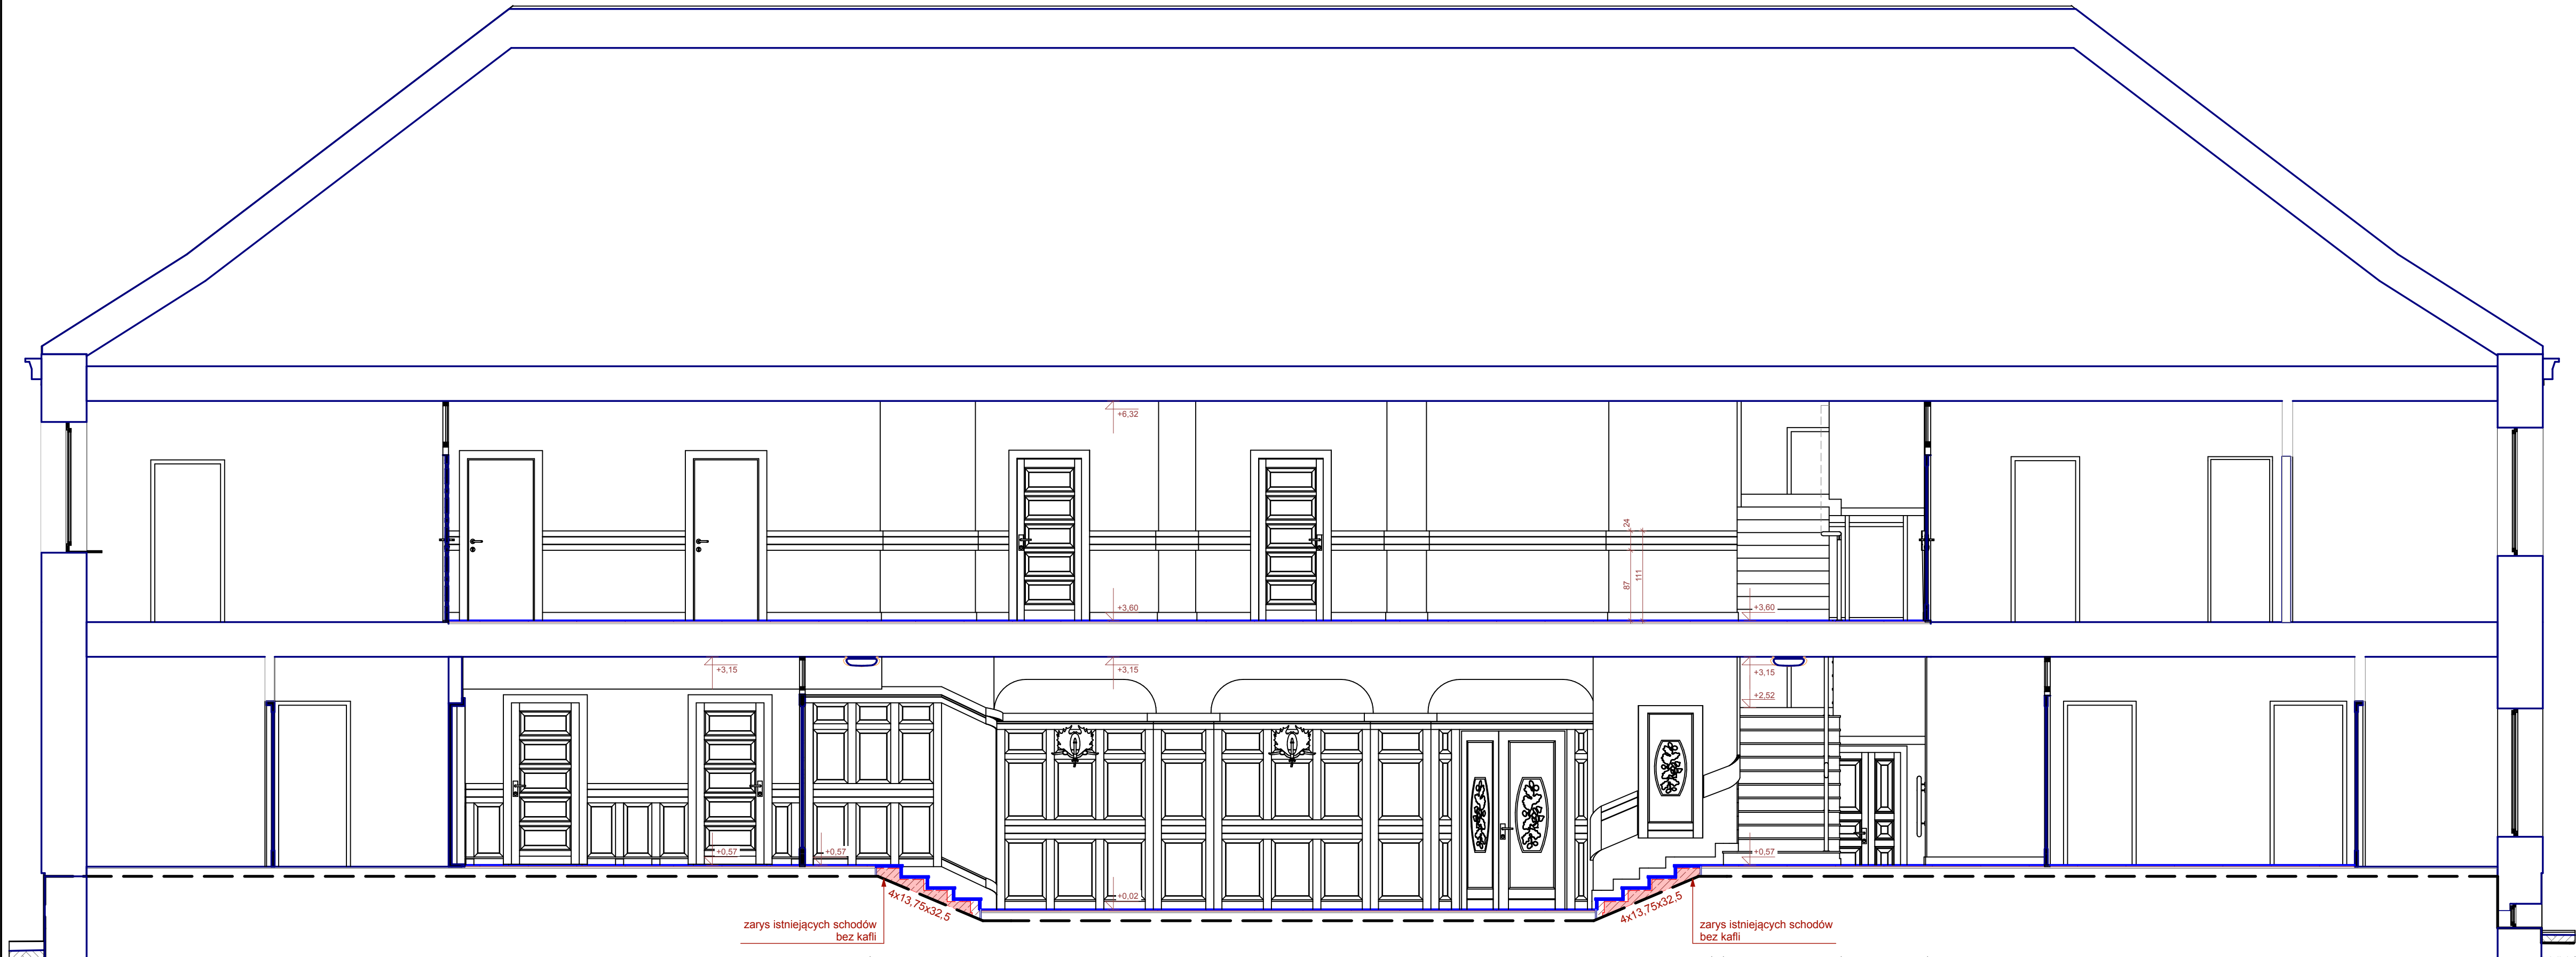 +6,32
24
87
111
+3,60
+3,60
+3,15
+3,15
+3,15
+2,52
+0,57
+0,57
+0,57
+0,02
4x13,75x32,5
4x13,75x32,5
zarys istniejących schodów
bez kafli
zarys istniejących schodów
bez kafli